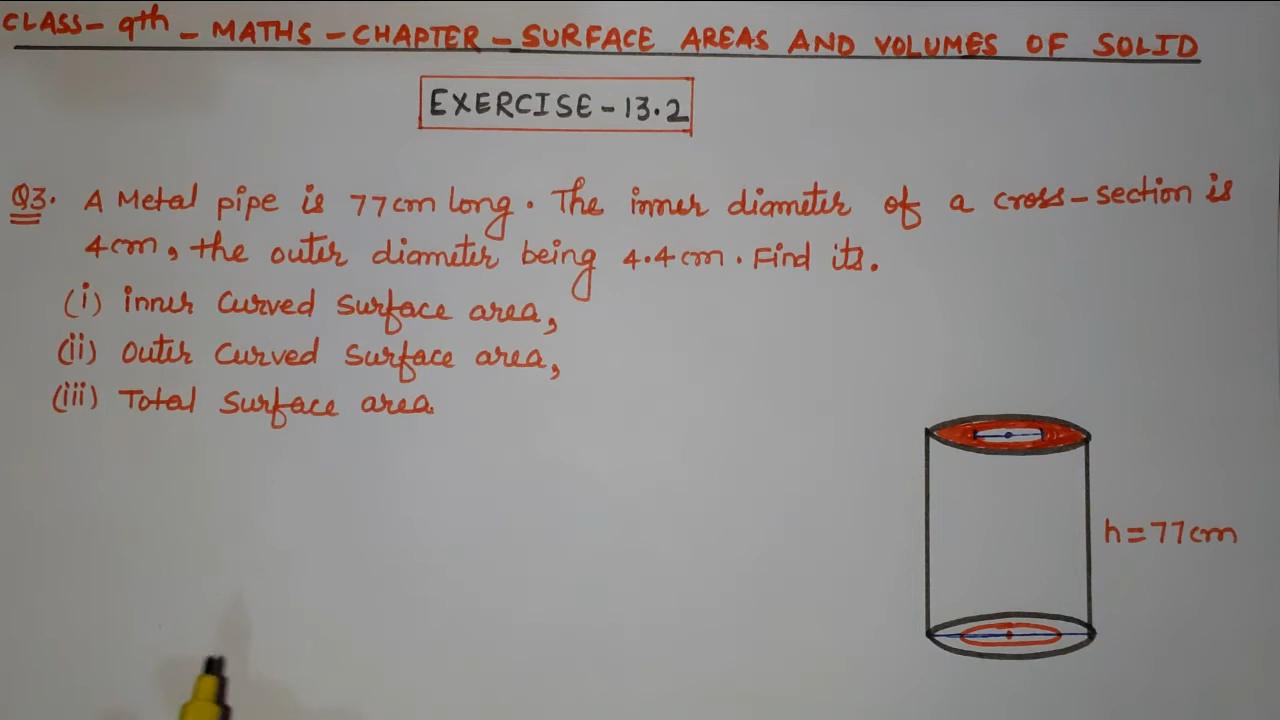 CLASS-9th-MATHS-CHAPTER-SURFACE AREAS AND VOLUMES OF SOLID
EXERCISE-13.2
Q3. A Metal pipe is 77cm long. The inner diameter of a cross-section is
4cm, the outer diameter being 4.4cm. Find its.
(i) inner Curved Surface area,
(ii) Outer Curved Surface area,
(iii) Total Surface area.
h=77cm